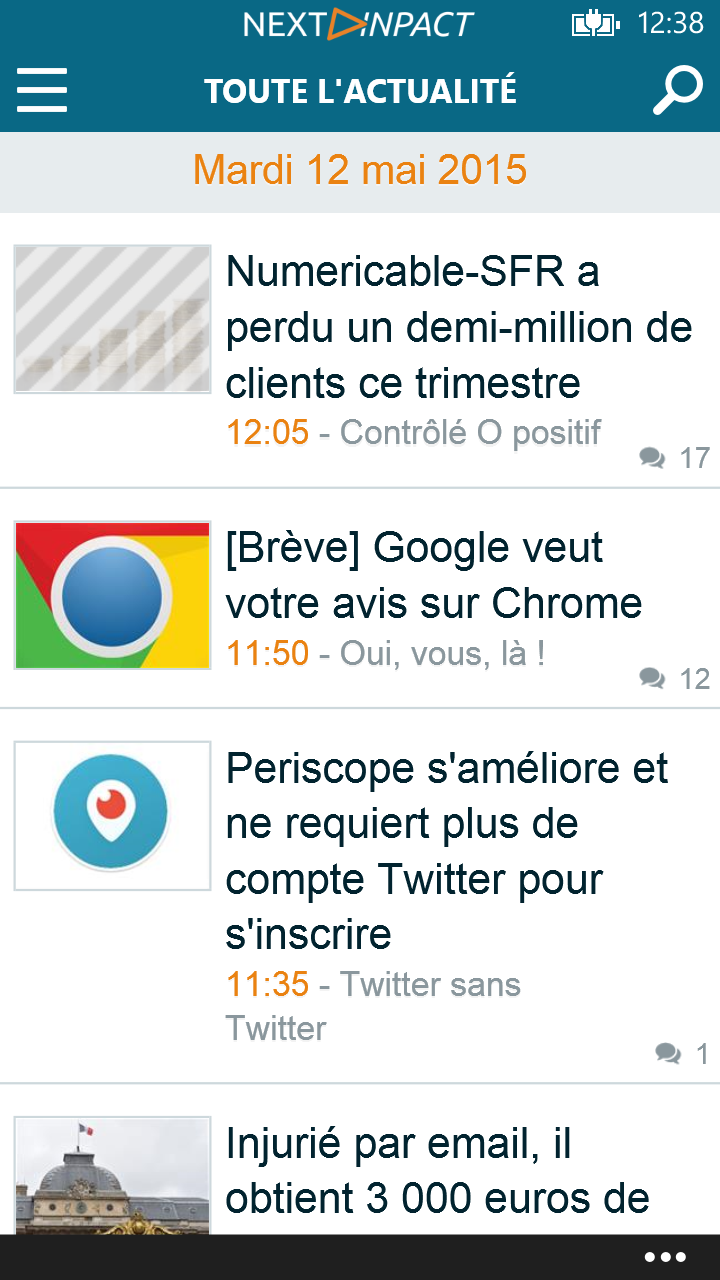 NEXT INPACT 12:38
TOUTE L'ACTUALITÉ
Mardi 12 mai 2015
Numericable-SFR a
perdu un demi-million de
clients ce trimestre
12:05 - Contrôlé O positif
17
[Brève] Google veut
votre avis sur Chrome
11:50 - Oui, vous, là !
12
Periscope s'améliore et
ne requiert plus de
compte Twitter pour
s'inscrire
11:35 - Twitter sans
Twitter
1
Injurié par email, il
obtient 3 000 euros de